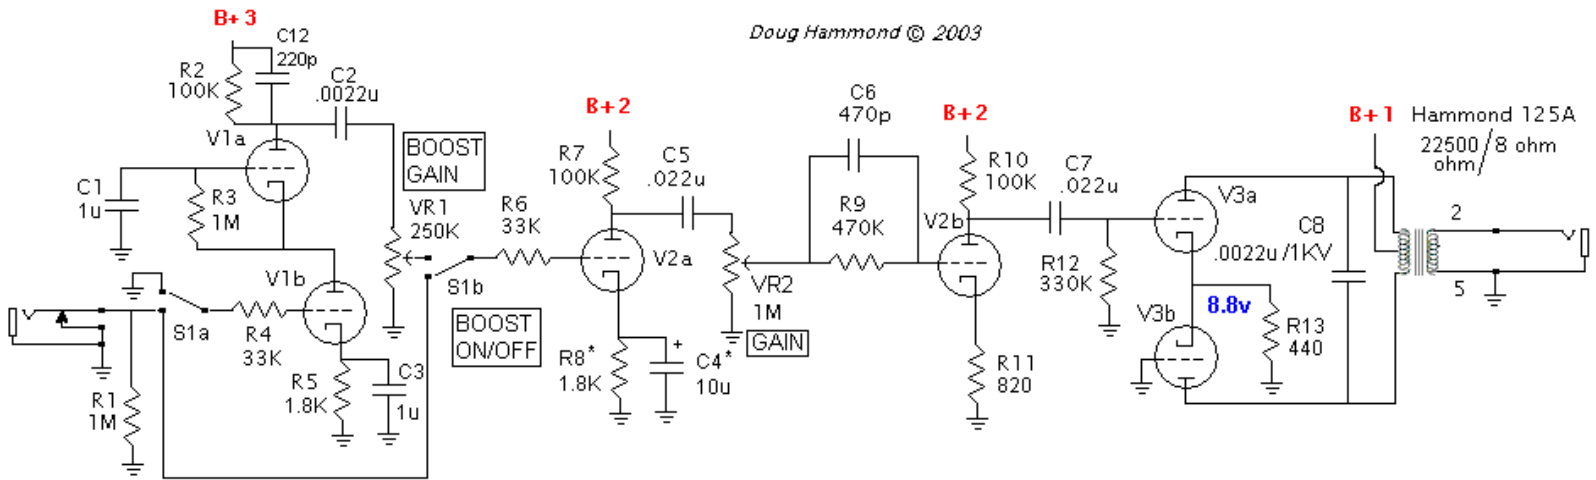 Doug Hammond © 2003
B+3
C12
220p
R2
100K
C2
.0022u
V1a
C1
1u
R3
1M
BOOST
GAIN
VR1
250K
V1b
S1a
R4
33K
R5
1.8K
C3
1u
R1
1M
S1b
BOOST
ON/OFF
R6
33K
B+2
R7
100K
C5
.022u
V2a
VR2
1M
GAIN
R8*
1.8K
+
C4*
10u
C6
470p
R9
470K
B+2
R10
100K
V2b
R11
820
C7
.022u
R12
330K
V3a
V3b
8.8v
R13
440
C8
.0022u/1KV
B+1
Hammond 125A
22500/8 ohm
ohm
2
5